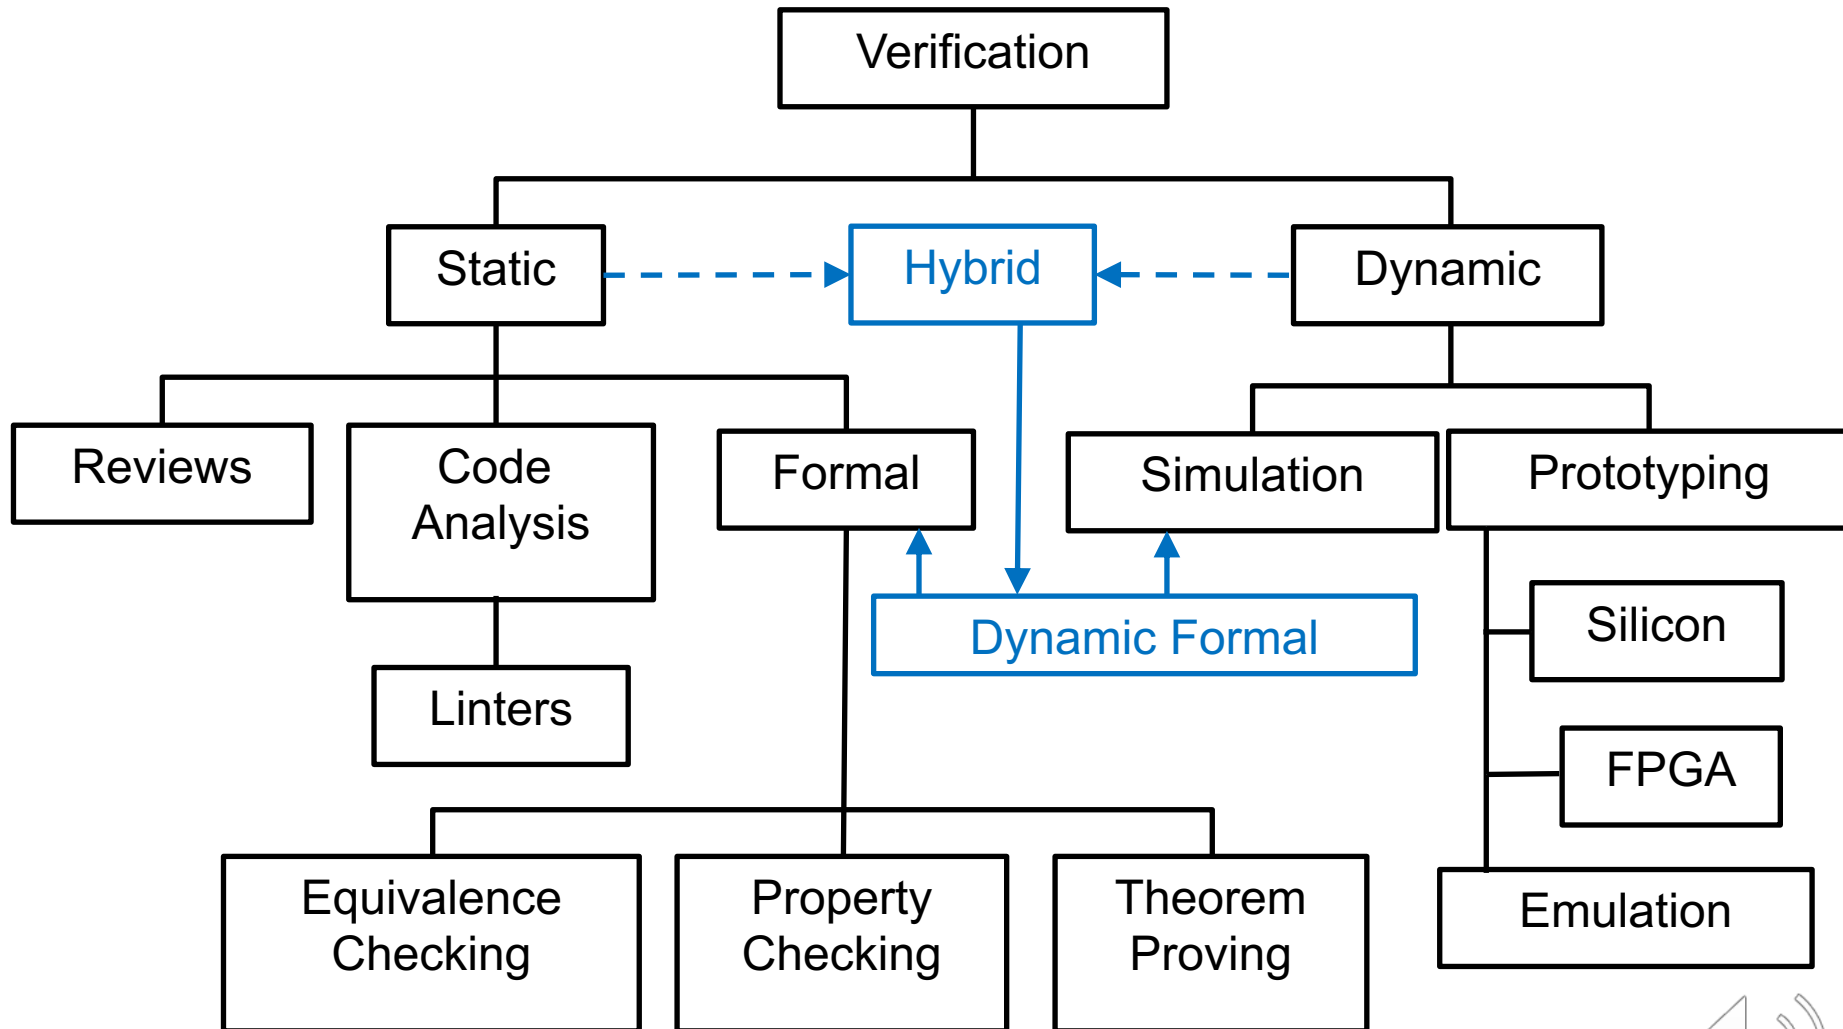 Verification
Static
Hybrid
Dynamic
Reviews
Code
Analysis
Formal
Simulation
Prototyping
Silicon
Dynamic Formal
Linters
FPGA
Equivalence
Checking
Property
Checking
Theorem
Proving
Emulation